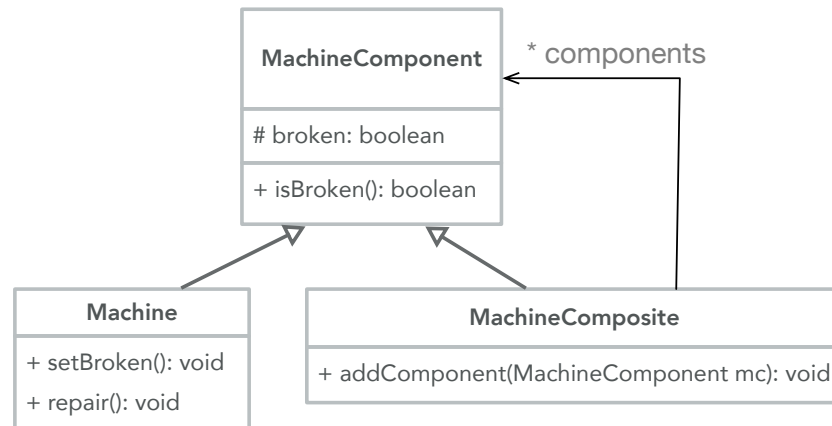 MachineComponent
* components
# broken: boolean
+ isBroken(): boolean
Machine
+ setBroken(): void
+ repair(): void
MachineComposite
+ addComponent(MachineComponent mc): void